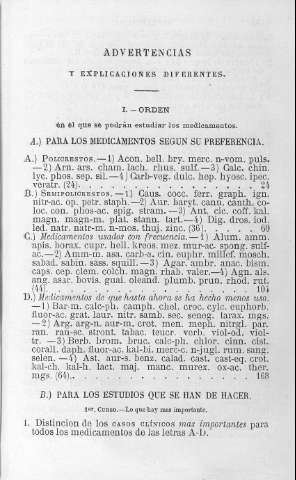 ADVERTENCIAS
Y EXPLICACIONES DIFERENTES.
I. —ORDEN
en él que se podrán estudiar los medicamentos.
A.) PARA LOS MEDICAMENTOS SEGUN SU PREFERENCIA.
A.) POLICRESTOS.—1) Acon. bell. bry. merc. n-vom. puls.
—2) Arn. ars. cham. lach. rhus. sulf.—3) Calc. chin.
lyc. phos. sep. sil.—4) Carb-veg. dulc. hep. hyosc. ipec.
veratr. (24) 24
B.) SEMIPOLICRESTOS.—1) Caus. cocc. ferr. graph. ign.
nitr-ac. op. petr. staph.—2) Aur. baryt. cann. canth. co-
loc. con. phos-ac. spig. stram.—3) Ant. cic. coff. kal.
magn. magn-m. plat. stann. tart.—4) Dig. dros. iod.
led. natr. natr-m. n-mos. thuj. zinc. (36) 60
C.) Medicamentos usados con frecuencia.—1) Alum. amm.
apis. borax. cupr. hell. kreos. mez. mur-ac. spong. sulf-
ac.—2) Amm-m. asa. carb-a. cin. euphr. millef. mosch.
sabad. sabin. sass. squill.—3) Agar. ambr. anac. bism.
caps. cep. clem. colch. magn. rhab. valer.—4) Agn. als.
ang. asar. bovis. guai. oleand. plumb. prun. rhod. rut.
(44) 104
D.) Medicamentos de que hasta ahora se ha hecho menos uso.
—1) Bar-m. calc-ph. camph. chel. croc. cylc. euphorb.
fluor-ac. grat. laur. nitr. samb. sec. seneg. tarax. mgs.
—2) Arg. arg-n. aur-m. crot. men. meph. nitrgl. par.
ran. ran-sc. stront. tabac. teucr. verb. viol-od. viol-
tr. —3) Berb. brom. bruc. calc-ph. chlor. cinn. cist.
corall. daph. fluor-ac. kal-hi. merc-c. n-jugl. rum. sang.
selen. —4) Ast. aur-s. benz. calad. cast. cast-eq. crot.
kal-ch. kal-h. lact. maj. manc. murex. ox-ac. ther.
mgs. (64) 168
B.) PARA LOS ESTUDIOS QUE SE HAN DE HACER.
1er. CURSO.—Lo que hay mas importante.
1. Distincion de los CASOS CLÍNICOS mas importantes para
todos los medicamentos de las letras A-D.